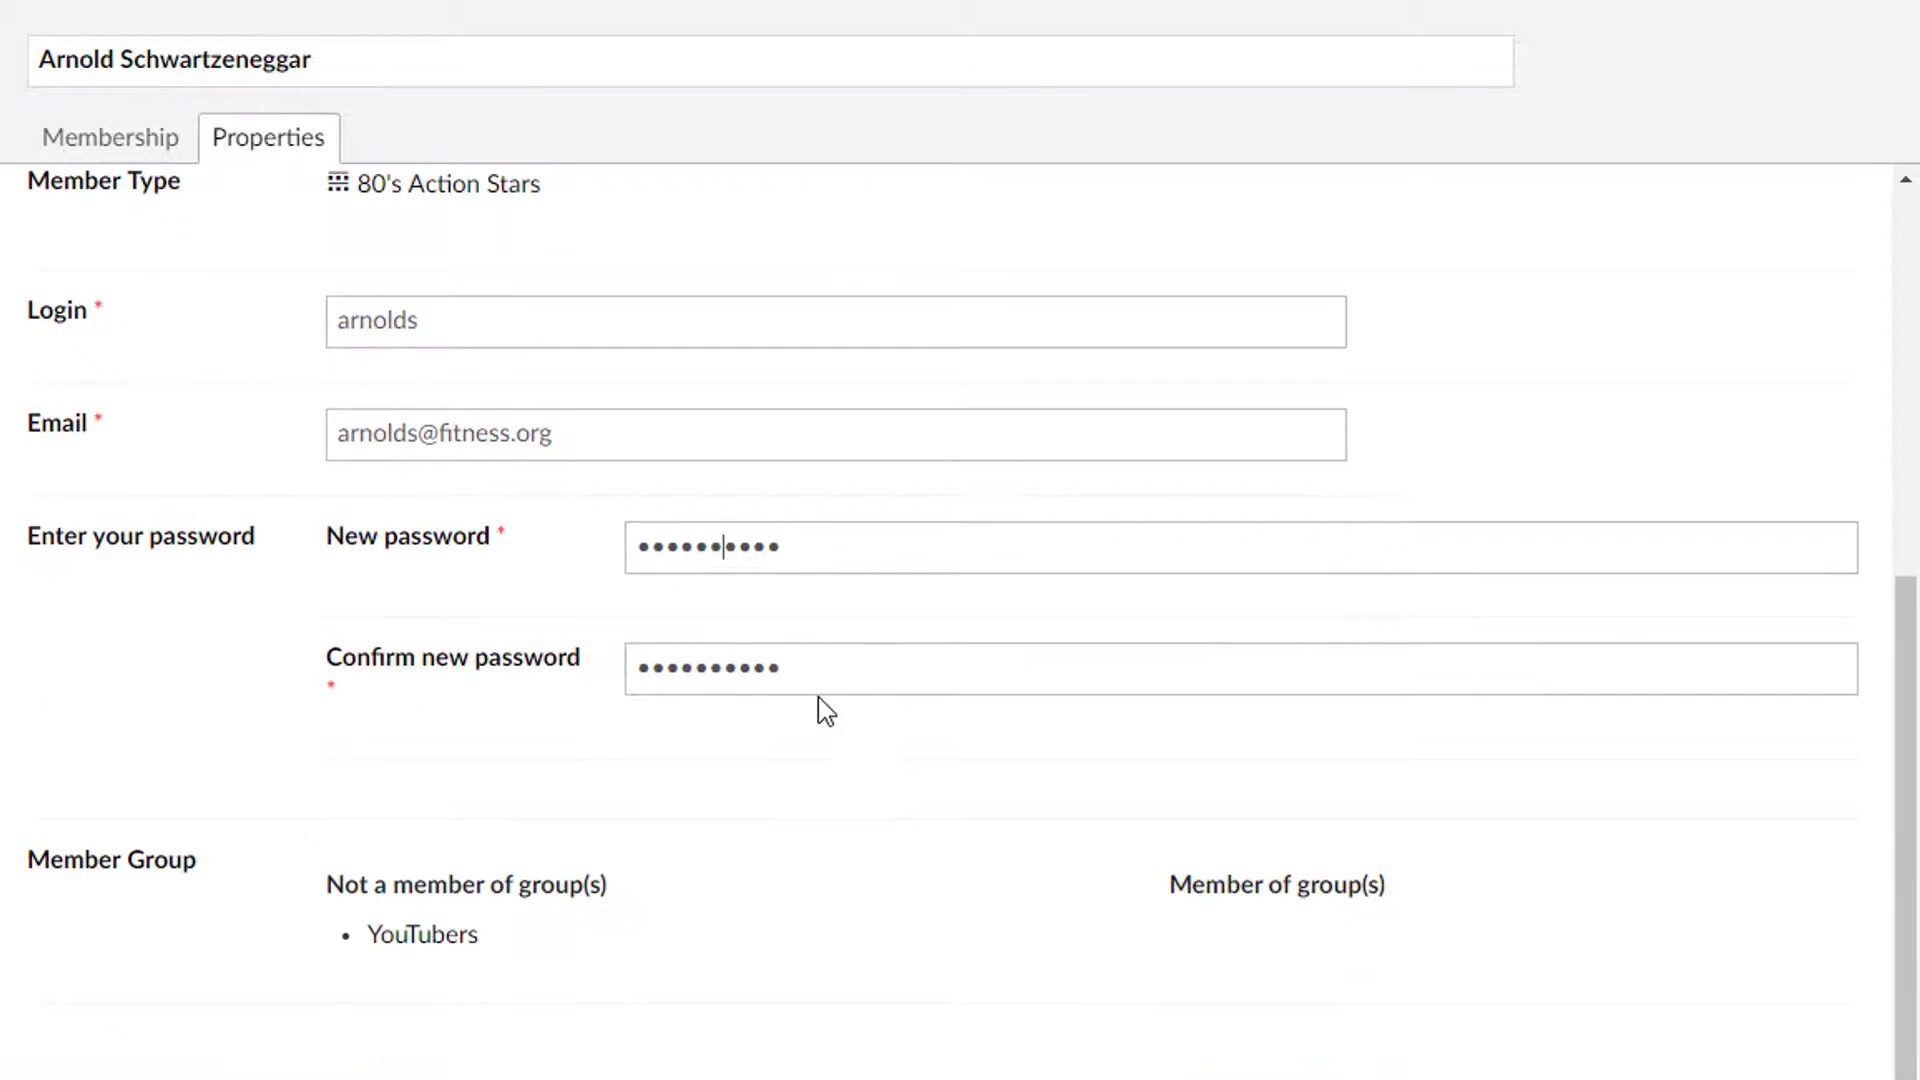 Arnold Schwartzeneggar
Membership Properties
Member Type 80's Action Stars
Login * arnolds
Email * arnolds@fitness.org
Enter your password New password * ••••••••••
Confirm new password
* ••••••••••
Member Group
Not a member of group(s) Member of group(s)
• YouTubers